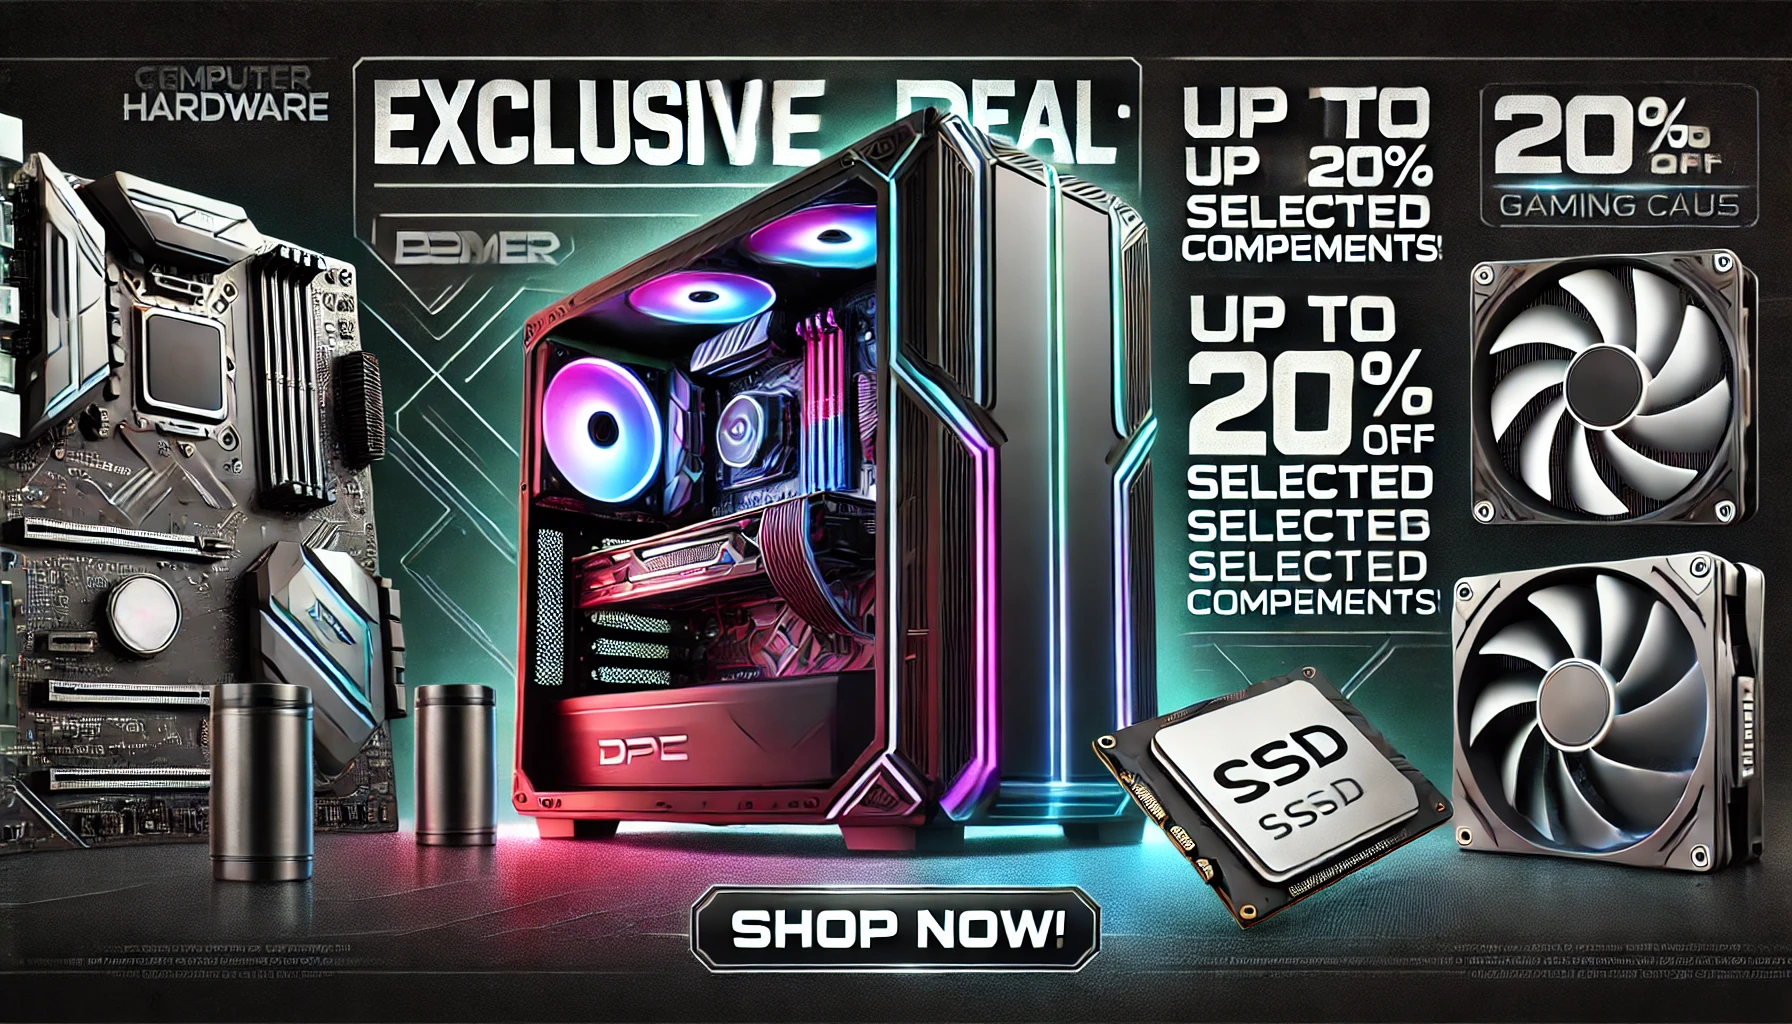 CEMPUTER
HARDWARE
EXCLUSIVE DEAL·
BEMER
UP TO
UP 20%
SELECTED
COMPEMENTS!
UP TO
20%
OFF
SELECTED
SELECTEG
SELECTED
COMPEMENTS!
20%
OFF
GAMING CAUS
DPC
SSD
SSSD
SHOP NOW!